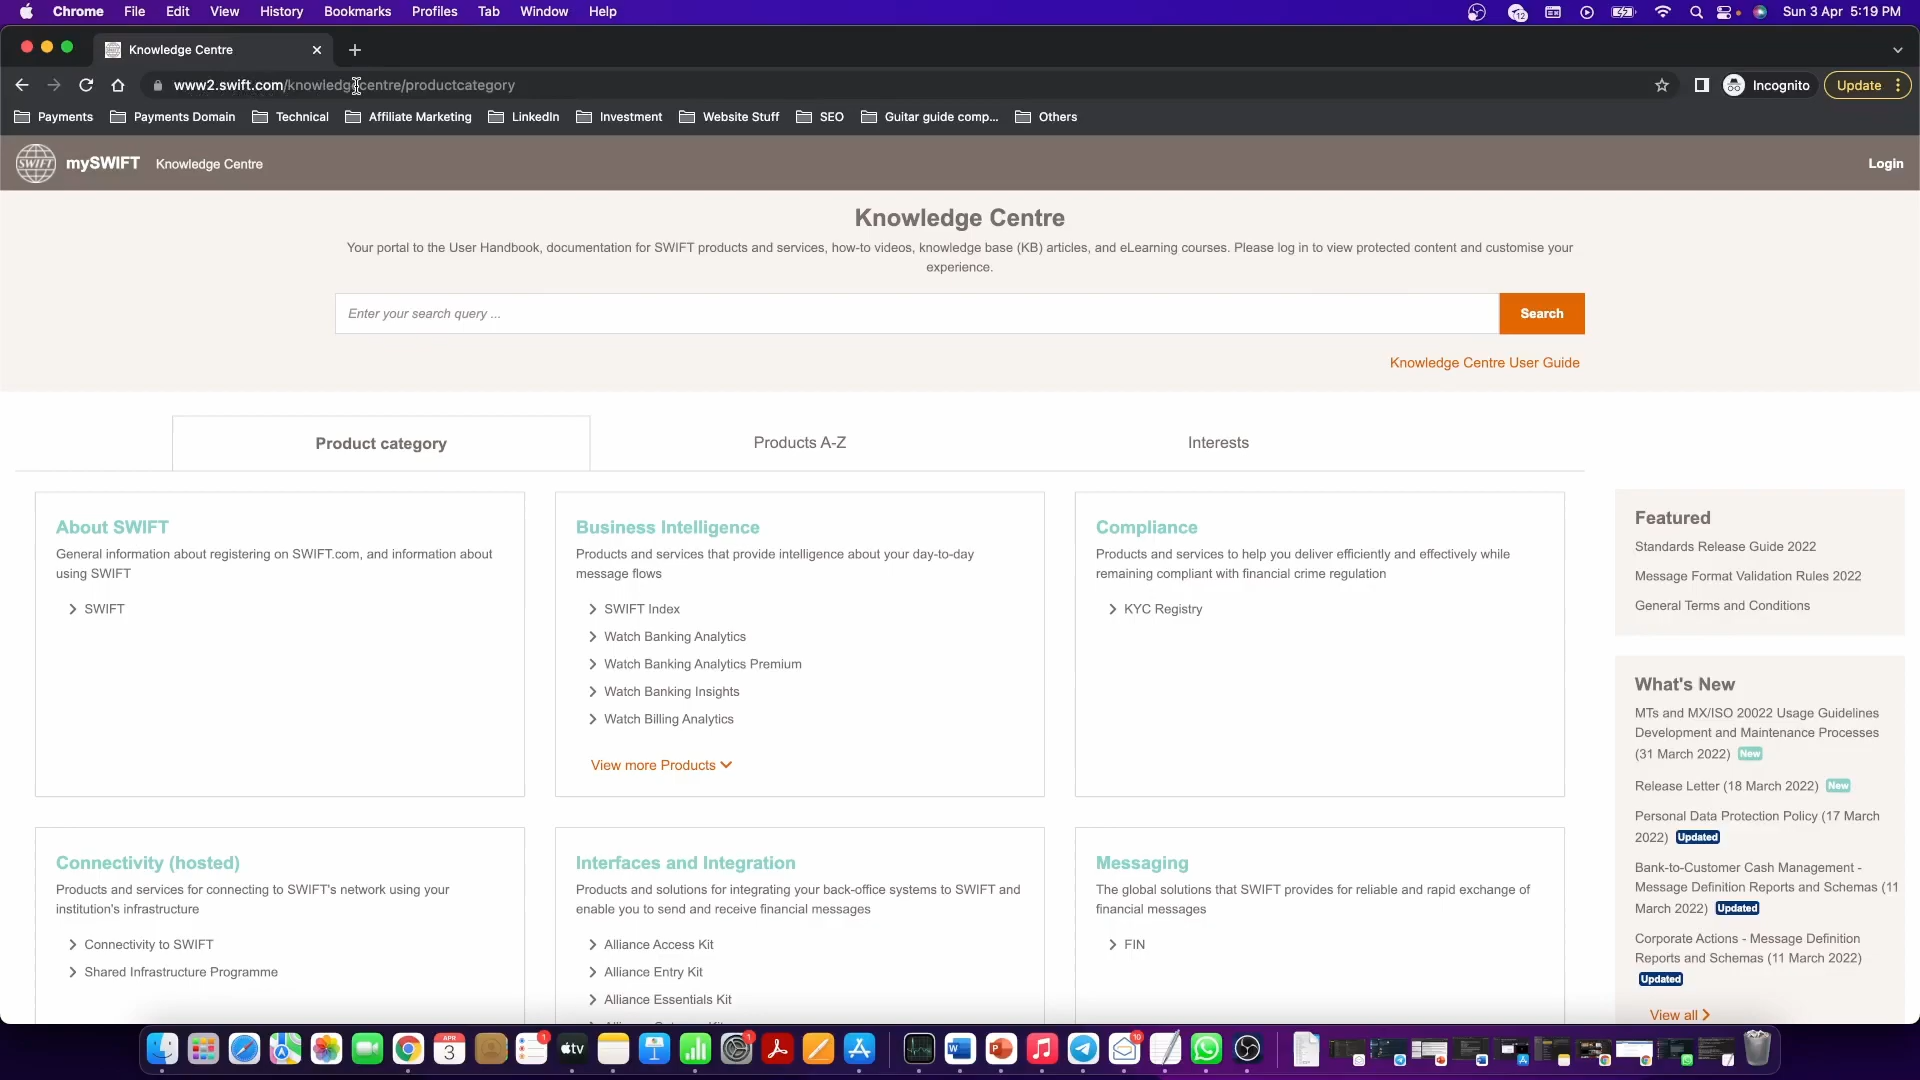 Chrome File Edit View History Bookmarks Profiles Tab Window Help
12
Sun 3 Apr 5:19 PM
Knowledge Centre
www2.swift.com/knowledgecentre/productcategory
Incognito
Update
Payments
Payments Domain
Technical
Affiliate Marketing
LinkedIn
Investment
Website Stuff
SEO
Guitar guide comp...
Others
SWIFT
mySWIFT
Knowledge Centre
Login
Knowledge Centre
Your portal to the User Handbook, documentation for SWIFT products and services, how-to videos, knowledge base (KB) articles, and eLearning courses. Please log in to view protected content and customise your
experience.
Enter your search query ...
Search
Knowledge Centre User Guide
Product category
Products A-Z
Interests
About SWIFT
General information about registering on SWIFT.com, and information about
using SWIFT
SWIFT
Business Intelligence
Products and services that provide intelligence about your day-to-day
message flows
SWIFT Index
Watch Banking Analytics
Watch Banking Analytics Premium
Watch Banking Insights
Watch Billing Analytics
View more Products
Compliance
Products and services to help you deliver efficiently and effectively while
remaining compliant with financial crime regulation
KYC Registry
Connectivity (hosted)
Products and services for connecting to SWIFT's network using your
institution's infrastructure
Connectivity to SWIFT
Shared Infrastructure Programme
Interfaces and Integration
Products and solutions for integrating your back-office systems to SWIFT and
enable you to send and receive financial messages
Alliance Access Kit
Alliance Entry Kit
Alliance Essentials Kit
Messaging
The global solutions that SWIFT provides for reliable and rapid exchange of
financial messages
FIN
Featured
Standards Release Guide 2022
Message Format Validation Rules 2022
General Terms and Conditions
What's New
MTs and MX/ISO 20022 Usage Guidelines
Development and Maintenance Processes
(31 March 2022) New
Release Letter (18 March 2022) New
Personal Data Protection Policy (17 March
2022) Updated
Bank-to-Customer Cash Management -
Message Definition Reports and Schemas (11
March 2022) Updated
Corporate Actions - Message Definition
Reports and Schemas (11 March 2022)
Updated
View all
APR
3
1
tv
1
W
P
10